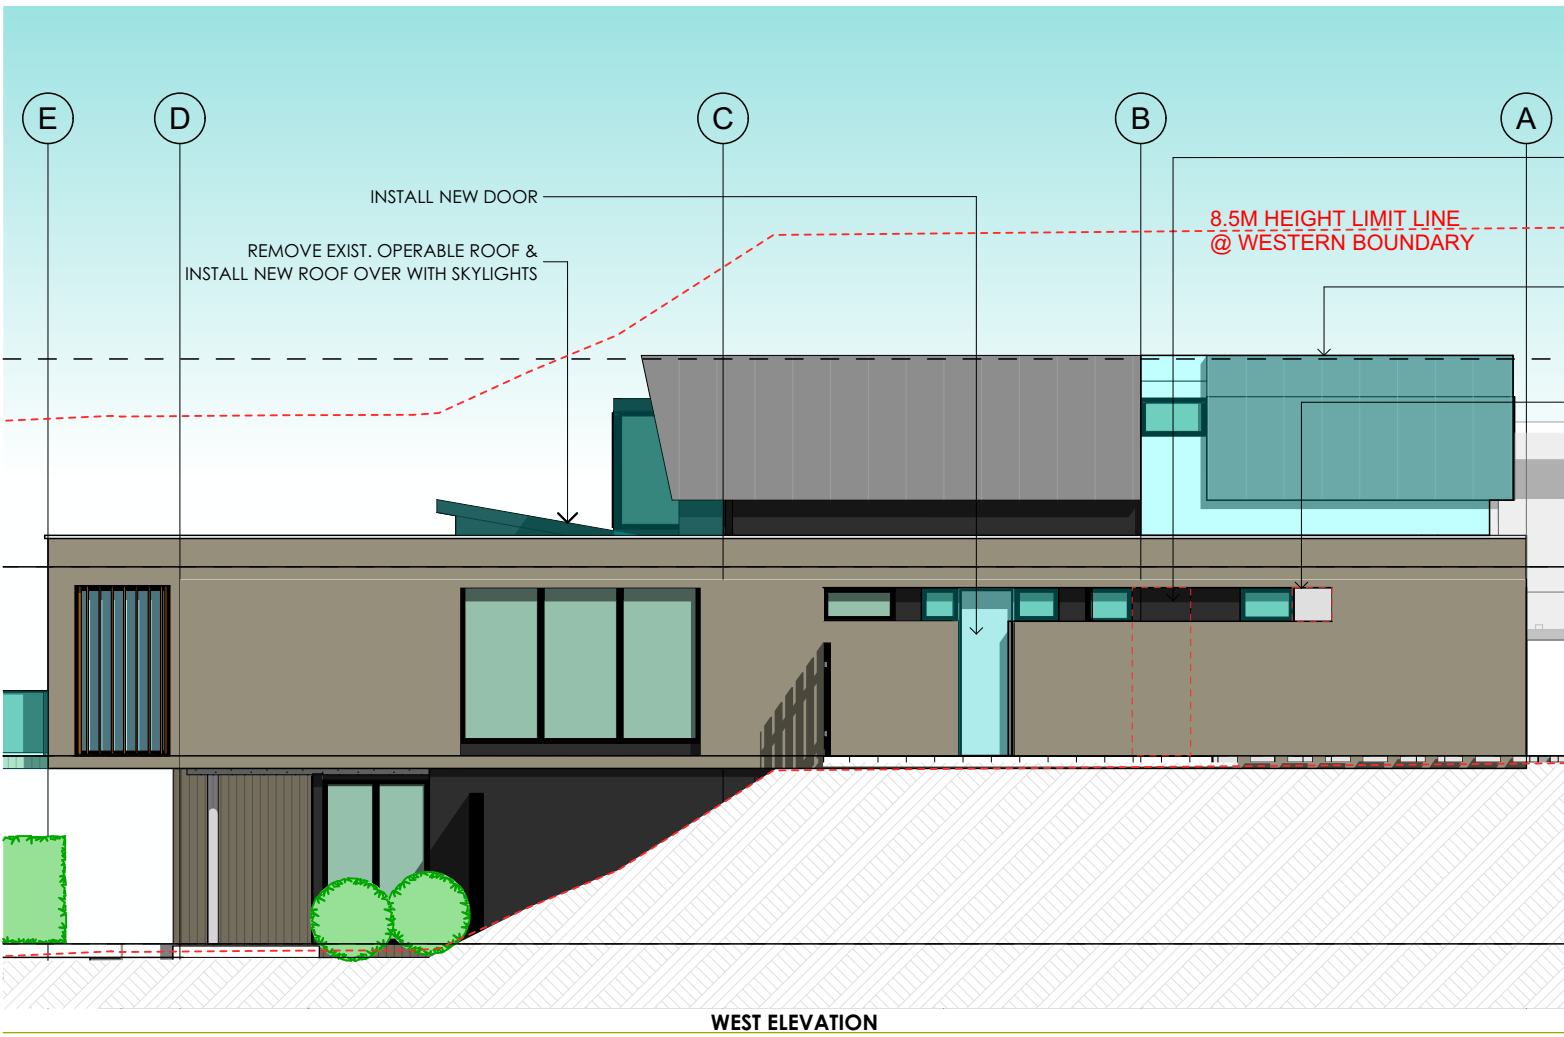 E
D
C
B
A
INSTALL NEW DOOR
REMOVE EXIST. OPERABLE ROOF &
INSTALL NEW ROOF OVER WITH SKYLIGHTS
8.5M HEIGHT LIMIT LINE
@ WESTERN BOUNDARY
WEST ELEVATION